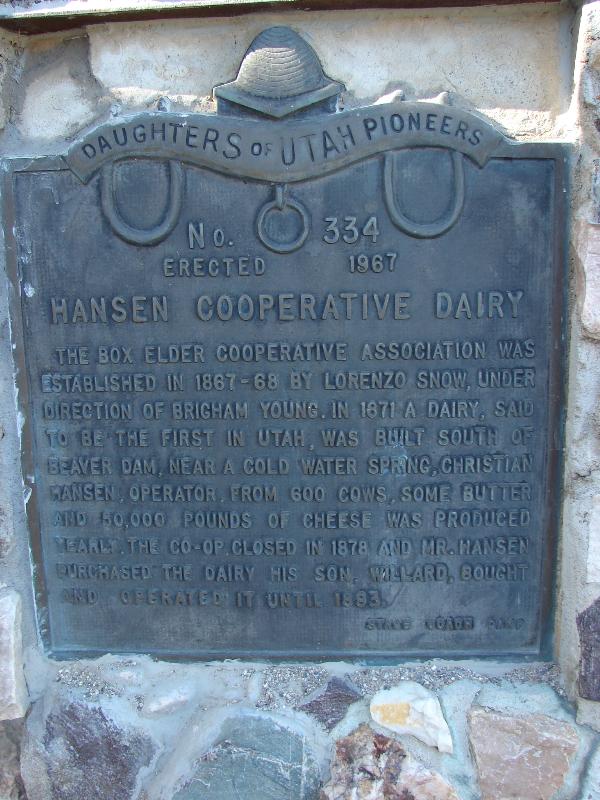 DAUGHTERS OF UTAH PIONEERS
No. 334
ERECTED 1967
HANSEN COOPERATIVE DAIRY
THE BOX ELDER COOPERATIVE ASSOCIATION WAS
ESTABLISHED IN 1867-68 BY LORENZO SNOW, UNDER
DIRECTION OF BRIGHAM YOUNG. IN 1871 A DAIRY, SAID
TO BE THE FIRST IN UTAH, WAS BUILT SOUTH OF
BEAVER DAM, NEAR A COLD WATER SPRING, CHRISTIAN
HANSEN, OPERATOR. FROM 600 COWS, SOME BUTTER
AND 50,000 POUNDS OF CHEESE WAS PRODUCED
YEARLY. THE CO-OP. CLOSED IN 1878 AND MR. HANSEN
PURCHASED THE DAIRY HIS SON, WILLARD, BOUGHT
AND OPERATED IT UNTIL 1893.
CAMP